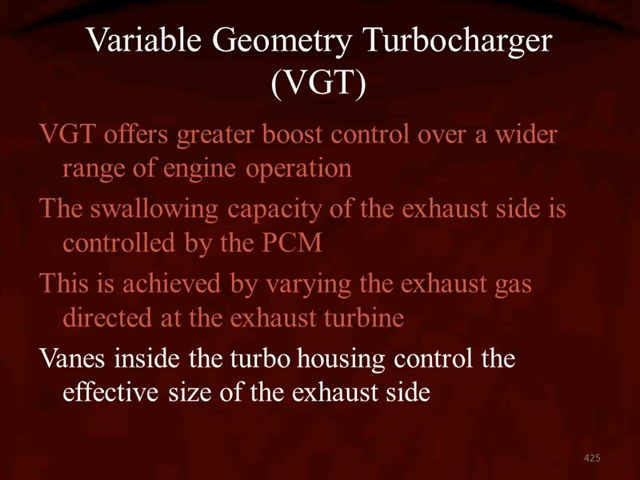 Variable Geometry Turbocharger
(VGT)
VGT offers greater boost control over a wider
range of engine operation
The swallowing capacity of the exhaust side is
controlled by the PCM
This is achieved by varying the exhaust gas
directed at the exhaust turbine
Vanes inside the turbo housing control the
effective size of the exhaust side
425